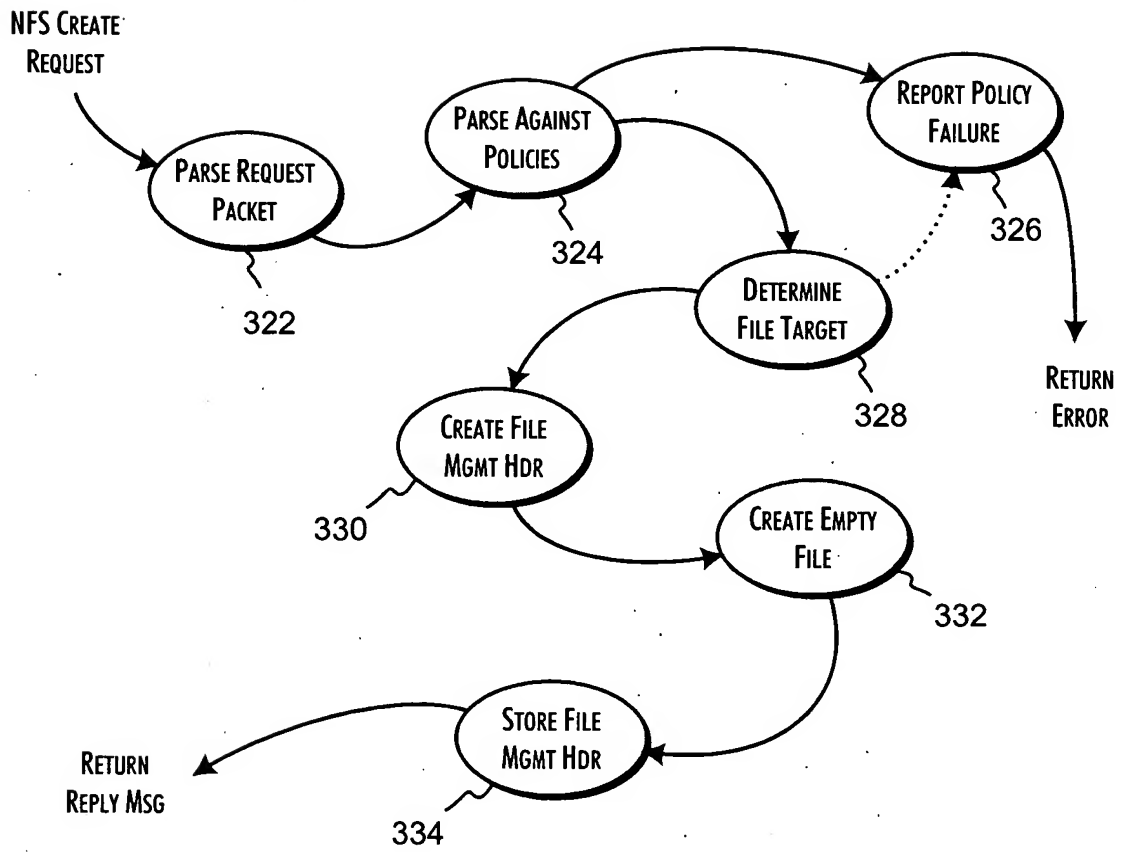 NFS CREATE
REQUEST
PARSE REQUEST
PACKET
322
PARSE AGAINST
POLICIES
324
REPORT POLICY
FAILURE
326
DETERMINE
FILE TARGET
328
RETURN
ERROR
CREATE FILE
MGMT HDR
330
CREATE EMPTY
FILE
332
STORE FILE
MGMT HDR
334
RETURN
REPLY MSG